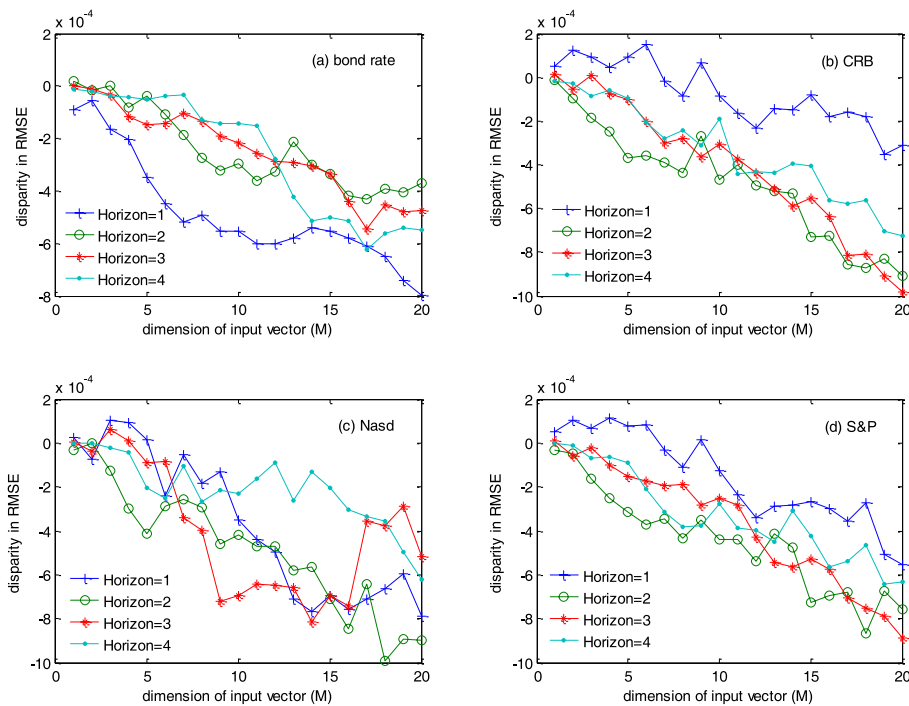 x 10⁻⁴
(a) bond rate
disparity in RMSE
2
0
-2
-4
-6
-8
Horizon=1
Horizon=2
Horizon=3
Horizon=4
0 5 10 15 20
dimension of input vector (M)
x 10⁻⁴
(b) CRB
disparity in RMSE
2
0
-2
-4
-6
-8
-10
Horizon=1
Horizon=2
Horizon=3
Horizon=4
0 5 10 15 20
dimension of input vector (M)
x 10⁻⁴
(c) Nasd
disparity in RMSE
2
0
-2
-4
-6
-8
-10
Horizon=1
Horizon=2
Horizon=3
Horizon=4
0 5 10 15 20
dimension of input vector (M)
x 10⁻⁴
(d) S&P
disparity in RMSE
2
0
-2
-4
-6
-8
-10
Horizon=1
Horizon=2
Horizon=3
Horizon=4
0 5 10 15 20
dimension of input vector (M)